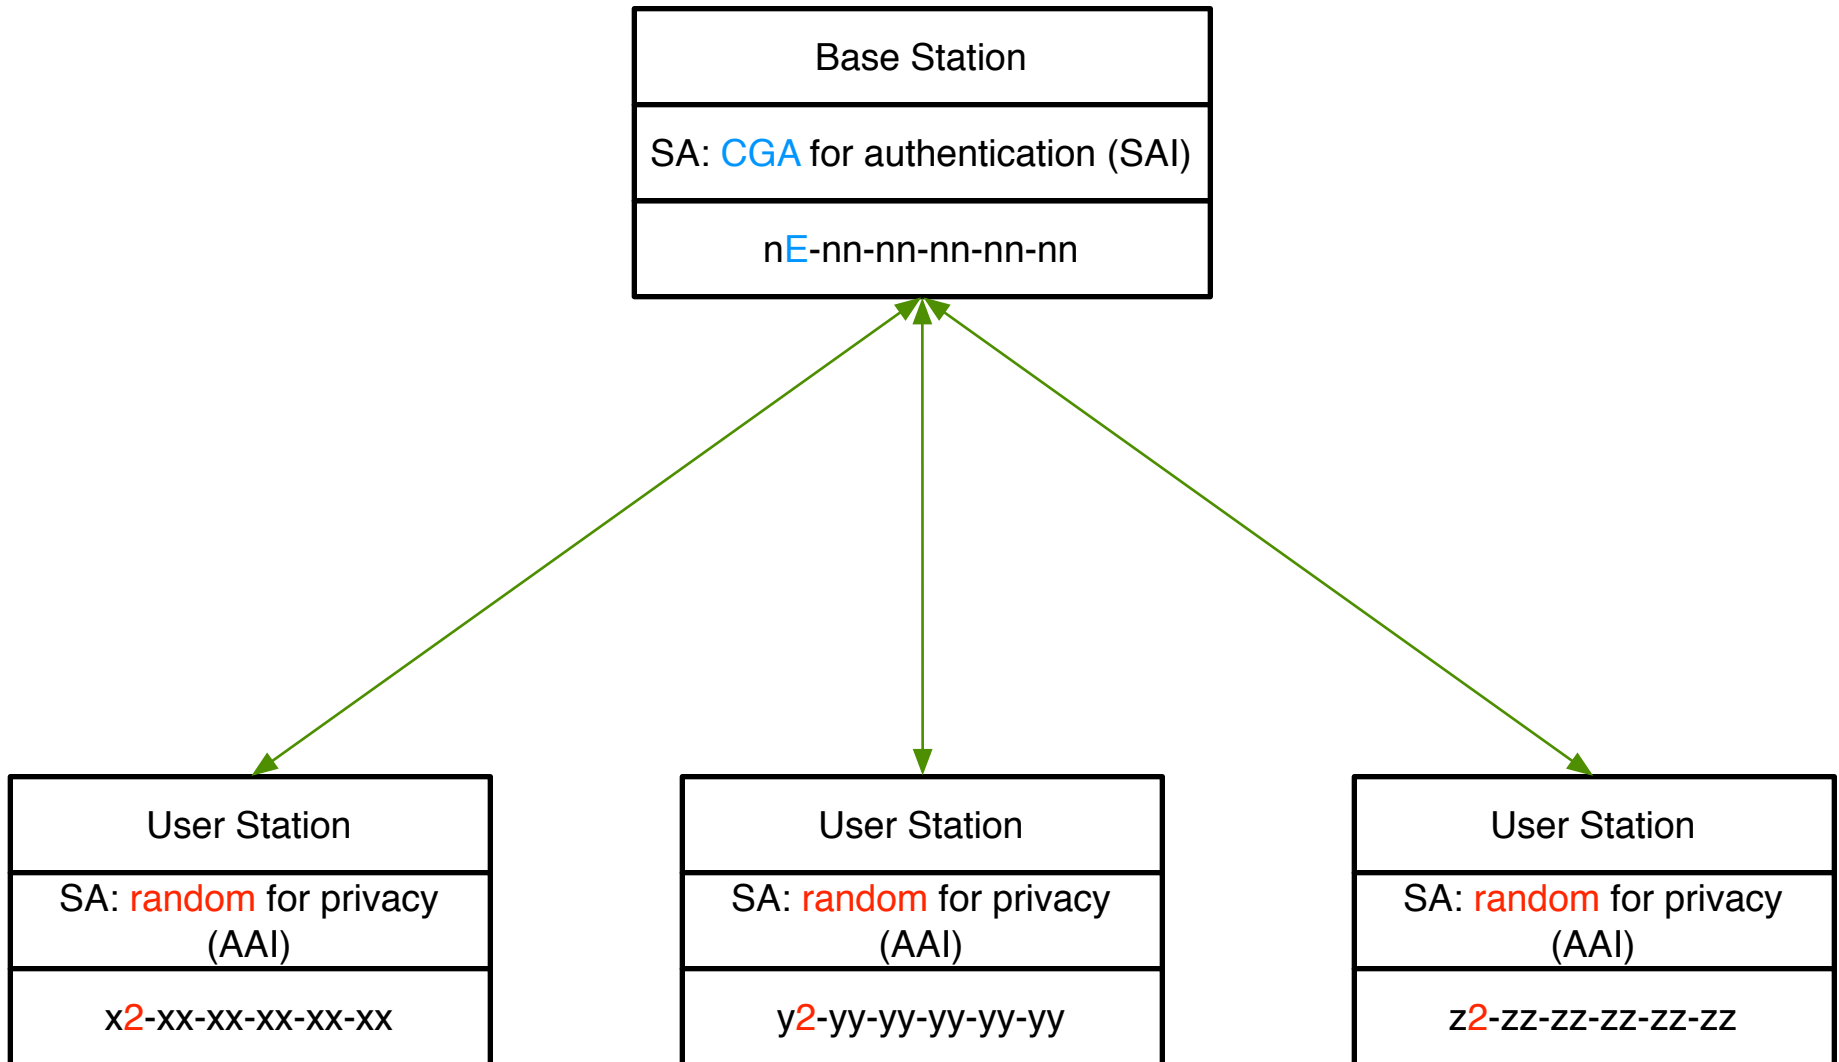 Base Station
SA: CGA for authentication (SAI)
nE-nn-nn-nn-nn-nn
User Station
SA: random for privacy
(AAI)
x2-xx-xx-xx-xx-xx
User Station
SA: random for privacy
(AAI)
y2-yy-yy-yy-yy-yy
User Station
SA: random for privacy
(AAI)
z2-zz-zz-zz-zz-zz